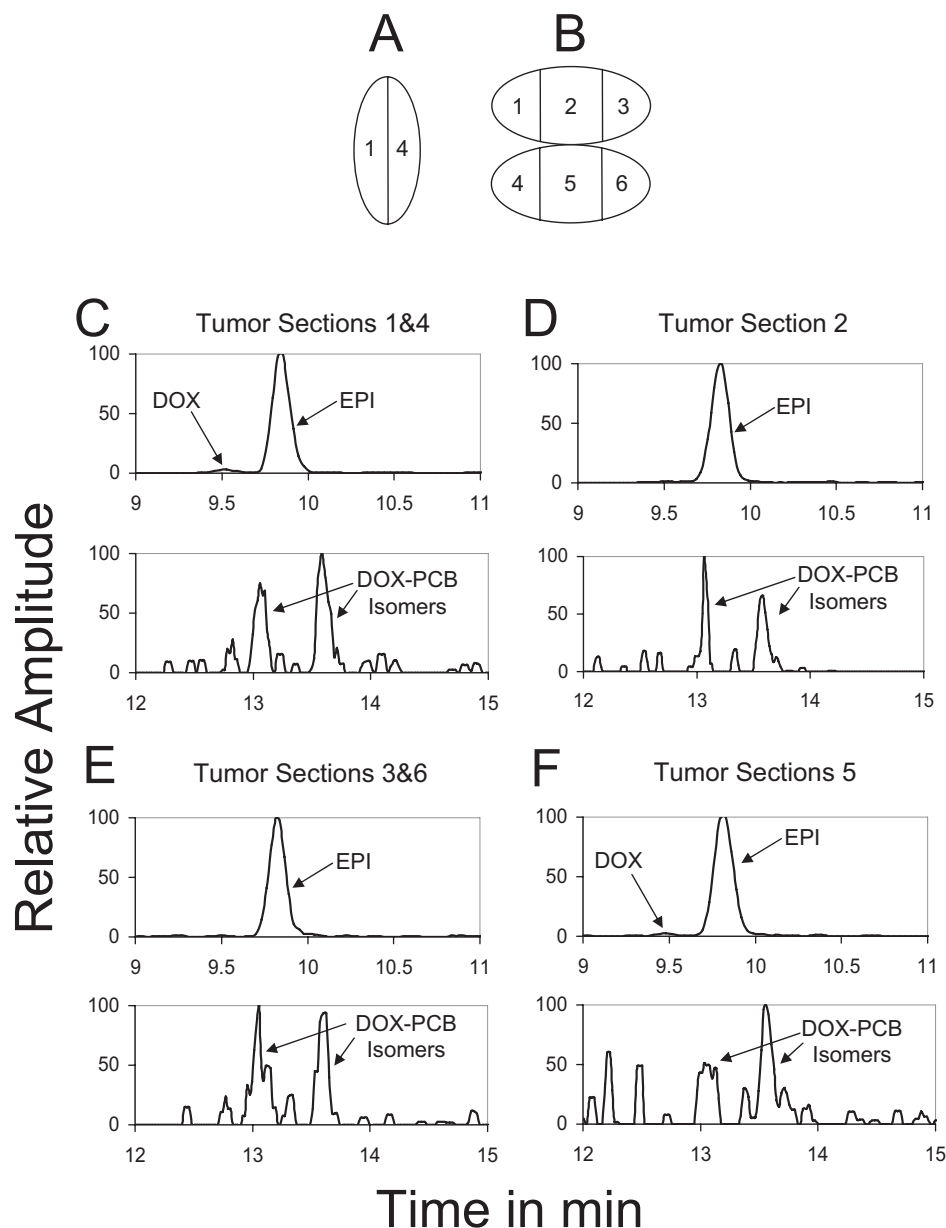 A
B
1 4
1 2 3
4 5 6
C
Tumor Sections 1&4
100
50
0
DOX
EPI
9 9.5 10 10.5 11
100
50
0
DOX-PCB
Isomers
12 13 14 15
D
Tumor Section 2
100
50
0
EPI
9 9.5 10 10.5 11
100
50
0
DOX-PCB
Isomers
12 13 14 15
E
Tumor Sections 3&6
100
50
0
EPI
9 9.5 10 10.5 11
100
50
0
DOX-PCB
Isomers
12 13 14 15
F
Tumor Sections 5
100
50
0
DOX
EPI
9 9.5 10 10.5 11
100
50
0
DOX-PCB
Isomers
12 13 14 15
Relative Amplitude
Time in min